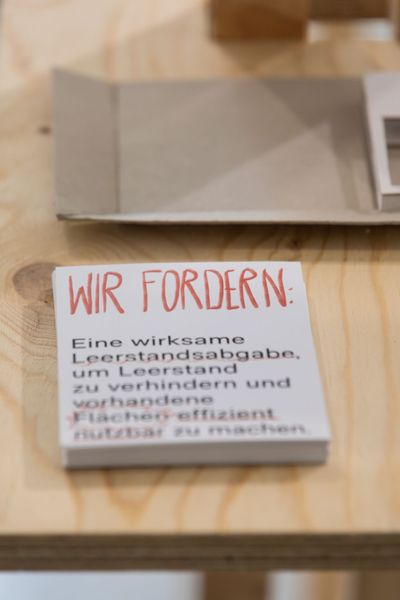 WIR FORDERN:
Eine wirksame
Leerstandsabgabe,
um Leerstand
zu verhindern und
vorhandene
Flächen effizient
nutzbar zu machen.